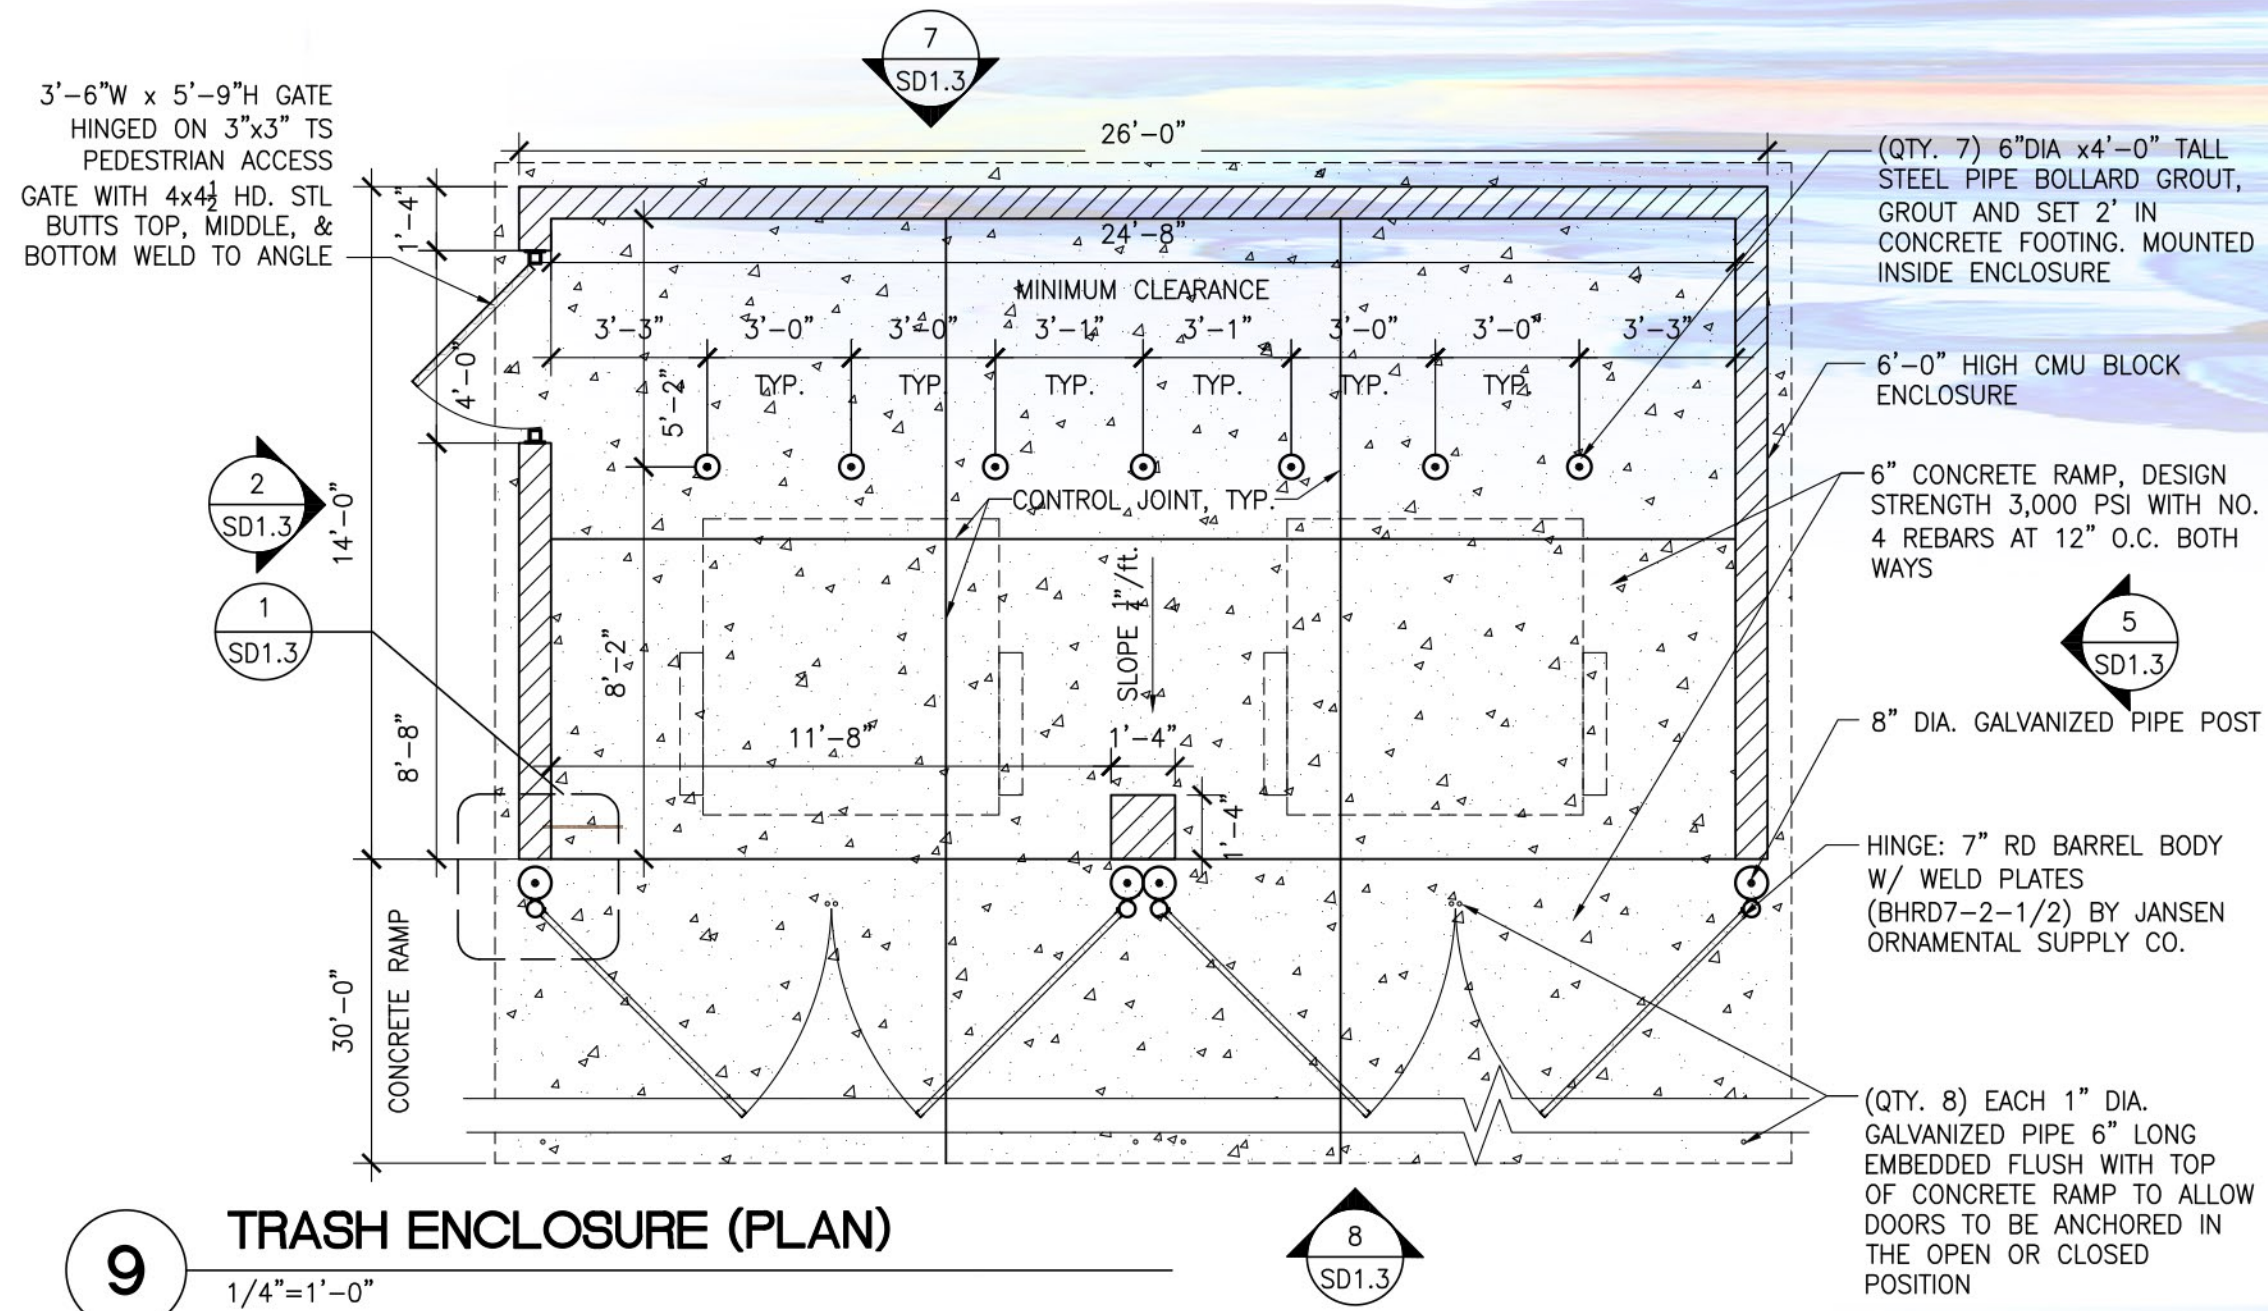 7
SD1.3
3'-6"W x 5'-9"H GATE
HINGED ON 3"x3" TS
PEDESTRIAN ACCESS
GATE WITH 4x4½ HD. STL
BUTTS TOP, MIDDLE, &
BOTTOM WELD TO ANGLE
26'-0"
(QTY. 7) 6"DIA x4'-0" TALL
STEEL PIPE BOLLARD GROUT,
GROUT AND SET 2' IN
CONCRETE FOOTING. MOUNTED
INSIDE ENCLOSURE
1'-4"
24'-8"
MINIMUM CLEARANCE
3'-3"
3'-0"
3'-0"
3'-1"
3'-1"
3'-0"
3'-0"
3'-3"
TYP.
TYP.
TYP.
TYP.
TYP.
TYP.
4'-0"
5'-2"
6'-0" HIGH CMU BLOCK
ENCLOSURE
2
SD1.3
14'-0"
CONTROL JOINT, TYP.
6" CONCRETE RAMP, DESIGN
STRENGTH 3,000 PSI WITH NO.
4 REBARS AT 12" O.C. BOTH
WAYS
1
SD1.3
8'-2"
SLOPE ¼"/ft.
5
SD1.3
8'-8"
11'-8"
1'-4"
1'-4"
8" DIA. GALVANIZED PIPE POST
HINGE: 7" RD BARREL BODY
W/ WELD PLATES
(BHRD7-2-1/2) BY JANSEN
ORNAMENTAL SUPPLY CO.
30'-0"
CONCRETE RAMP
(QTY. 8) EACH 1" DIA.
GALVANIZED PIPE 6" LONG
EMBEDDED FLUSH WITH TOP
OF CONCRETE RAMP TO ALLOW
DOORS TO BE ANCHORED IN
THE OPEN OR CLOSED
POSITION
8
SD1.3
9
TRASH ENCLOSURE (PLAN)
1/4"=1'-0"